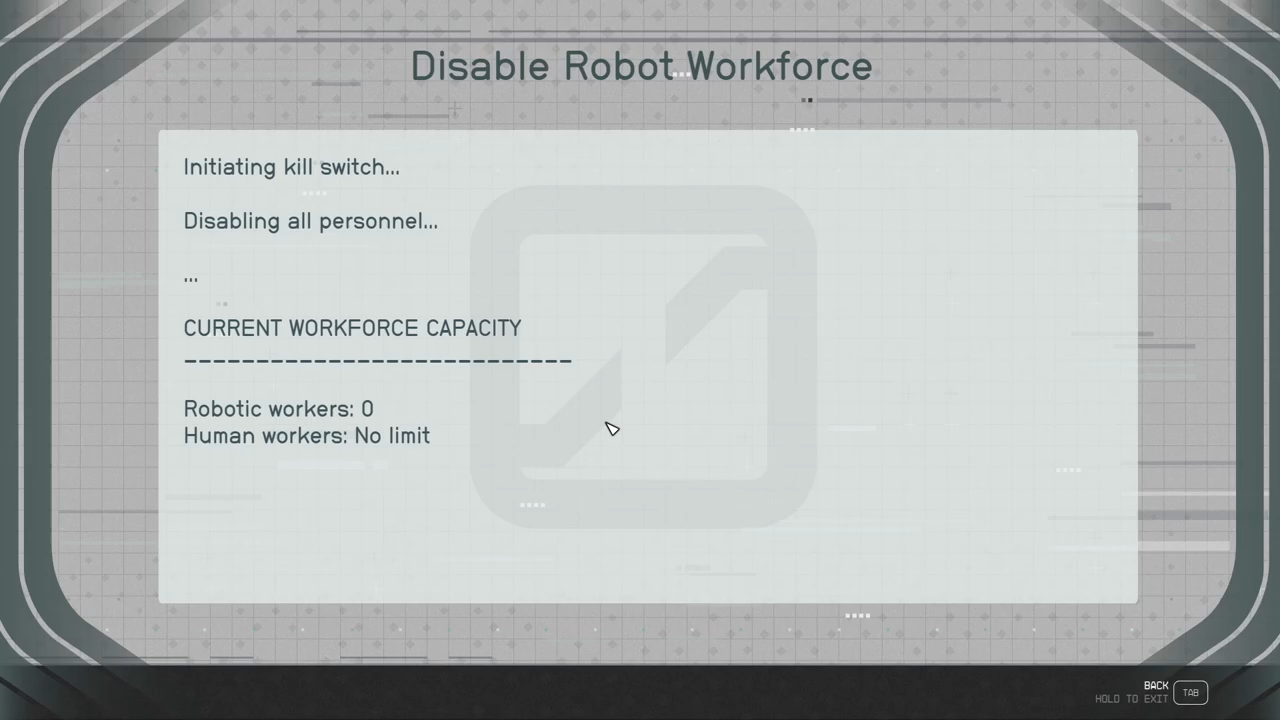 Disable Robot Workforce
Initiating kill switch...
Disabling all personnel...
...
CURRENT WORKFORCE CAPACITY
---------------------------
Robotic workers: 0
Human workers: No limit
BACK
HOLD TO EXIT
TAB